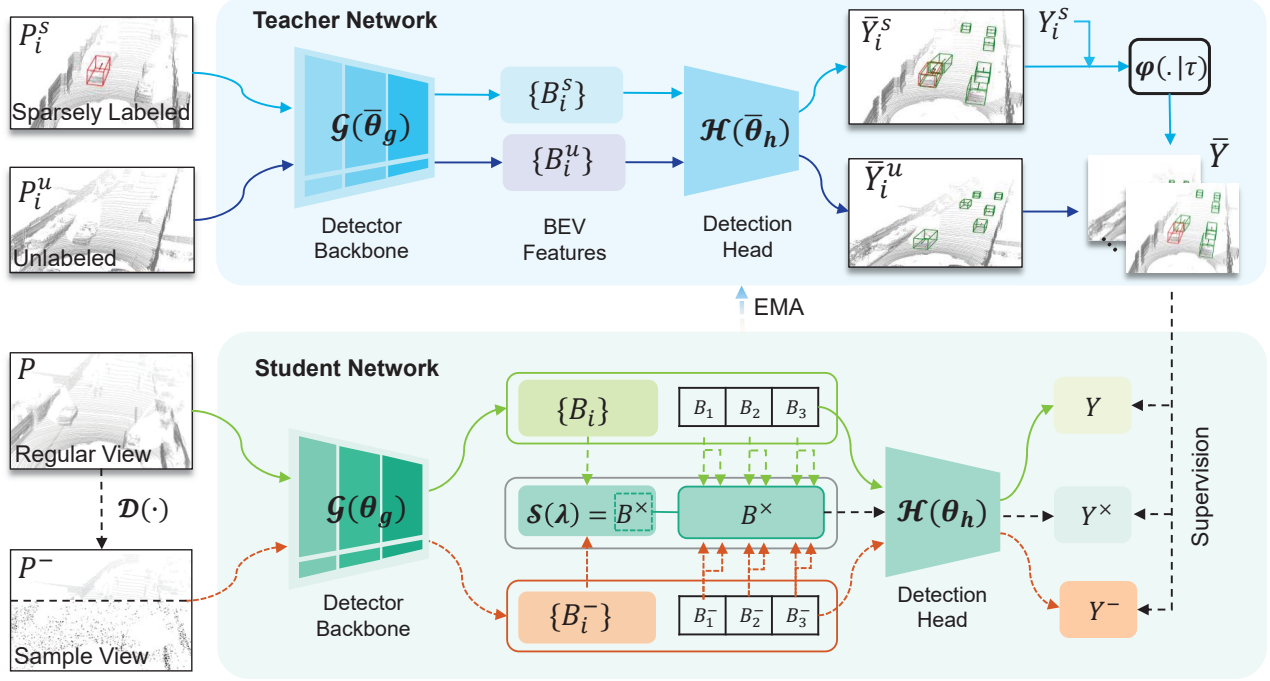 Teacher Network
P_i^s
Sparsely Labeled
P_i^u
Unlabeled
𝓖(θ̄_g)
Detector
Backbone
{B_i^s}
{B_i^u}
BEV
Features
𝓗(θ̄_h)
Detection
Head
Ȳ_i^s
Y_i^s
φ(.|τ)
Ȳ_i^u
Ȳ
EMA
Student Network
P
Regular View
𝓓(·)
P^−
Sample View
𝓖(θ_g)
Detector
Backbone
{B_i}
B_1 B_2 B_3
𝓢(λ) = B^× B^×
{B_i^−}
B_1^− B_2^− B_3^−
𝓗(θ_h)
Detection
Head
Y
Y^×
Y^−
Supervision